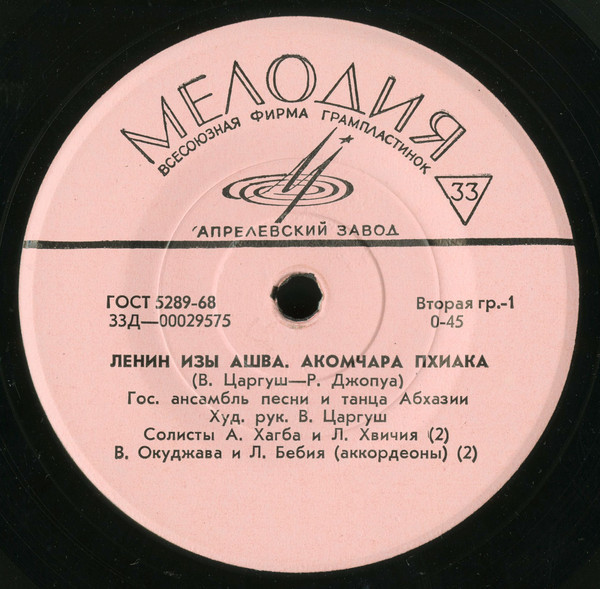 МЕЛОДИЯ
ВСЕСОЮЗНАЯ ФИРМА ГРАМПЛАСТИНОК
33
АПРЕЛЕВСКИЙ ЗАВОД
ГОСТ 5289-68
Вторая гр.-1
33Д—00029575
0-45
ЛЕНИН ИЗЫ АШВА. АКОМЧАРА ПХИАКА
(В. Царгуш—Р. Джопуа)
Гос. ансамбль песни и танца Абхазии
Худ. рук. В. Царгуш
Солисты А. Хагба и Л. Хвичия (2)
В. Окуджава и Л. Бебия (аккордеоны) (2)